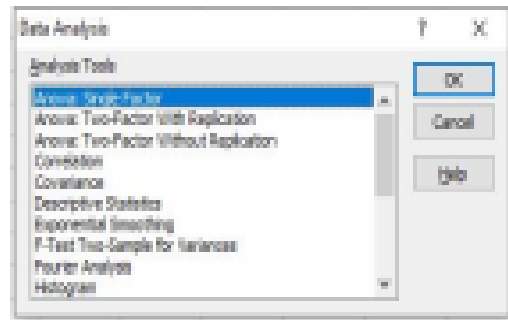 Data Analysis ? X
Analysis Tools
Anova: Single Factor
Anova: Two-Factor With Replication
Anova: Two-Factor Without Replication
Correlation
Covariance
Descriptive Statistics
Exponential Smoothing
F-Test Two-Sample for Variances
Fourier Analysis
Histogram
OK
Cancel
Help